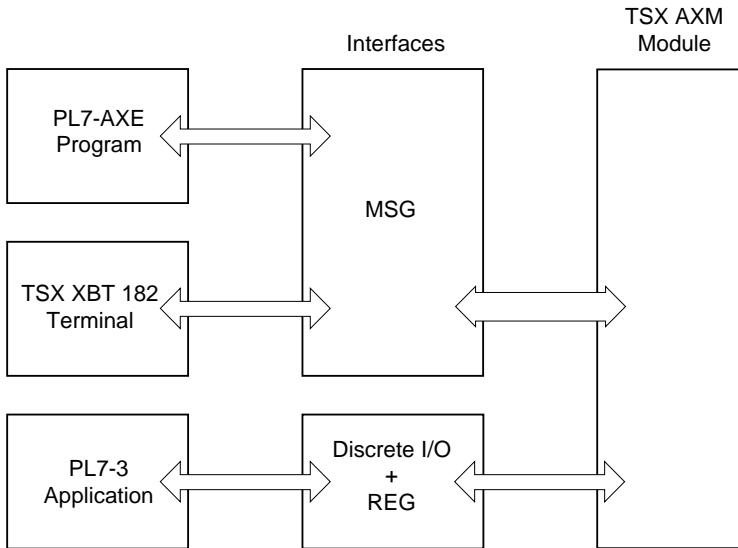 Interfaces
TSX AXM
Module
PL7-AXE
Program
MSG
TSX XBT 182
Terminal
PL7-3
Application
Discrete I/O
+
REG